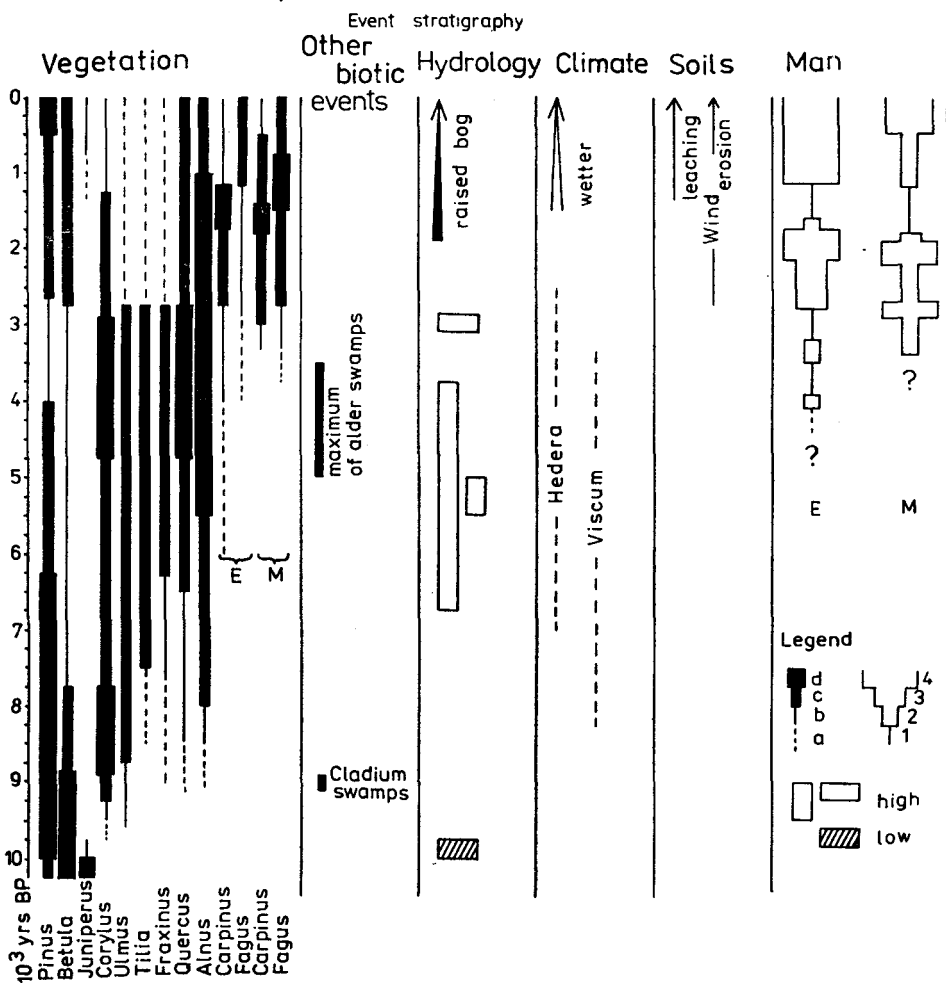 Event stratigraphy
Vegetation
Other
biotic
events
Hydrology
Climate
Soils
Man
0
1
2
3
4
5
6
7
8
9
10
10³ yrs BP
Pinus
Betula
Juniperus
Corylus
Ulmus
Tilia
Fraxinus
Quercus
Alnus
Carpinus
Fagus
Carpinus
Fagus
E
M
maximum
of alder swamps
Cladium
swamps
raised bog
wetter
Hedera
Viscum
leaching
Wind erosion
?
?
E
M
Legend
d
c
b
a
4
3
2
1
high
low